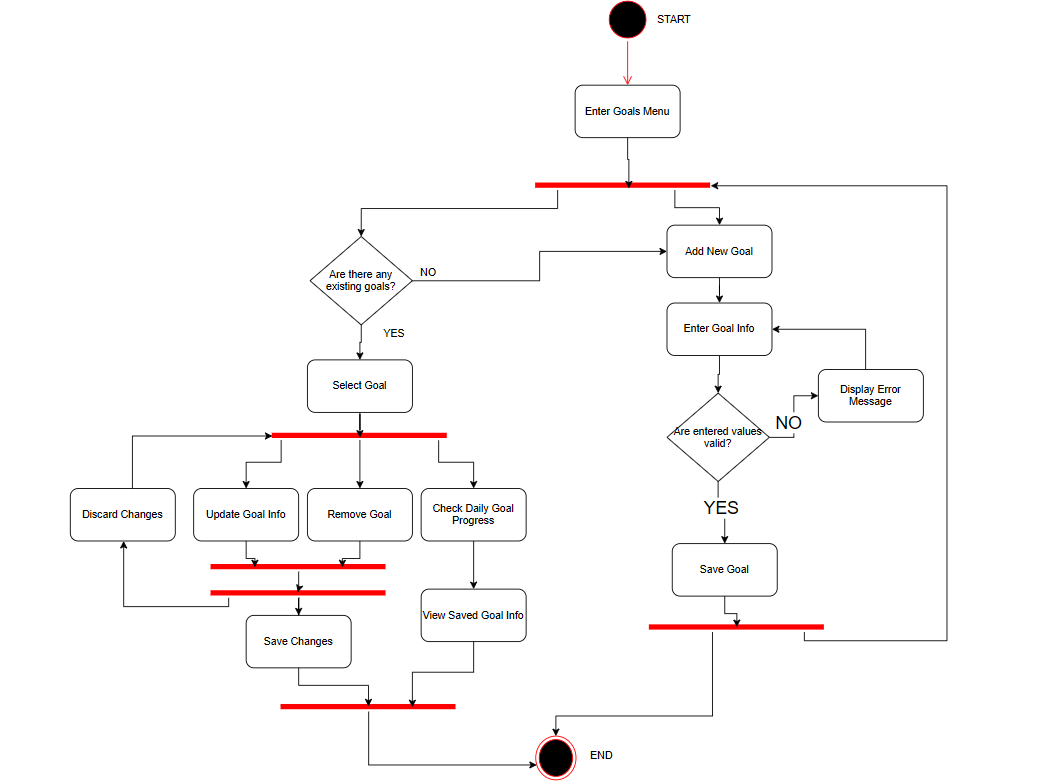 START
Enter Goals Menu
Add New Goal
Are there any
existing goals?
NO
YES
Enter Goal Info
Select Goal
Display Error
Message
Are entered values
valid?
NO
YES
Discard Changes
Update Goal Info
Remove Goal
Check Daily Goal
Progress
Save Goal
View Saved Goal Info
Save Changes
END